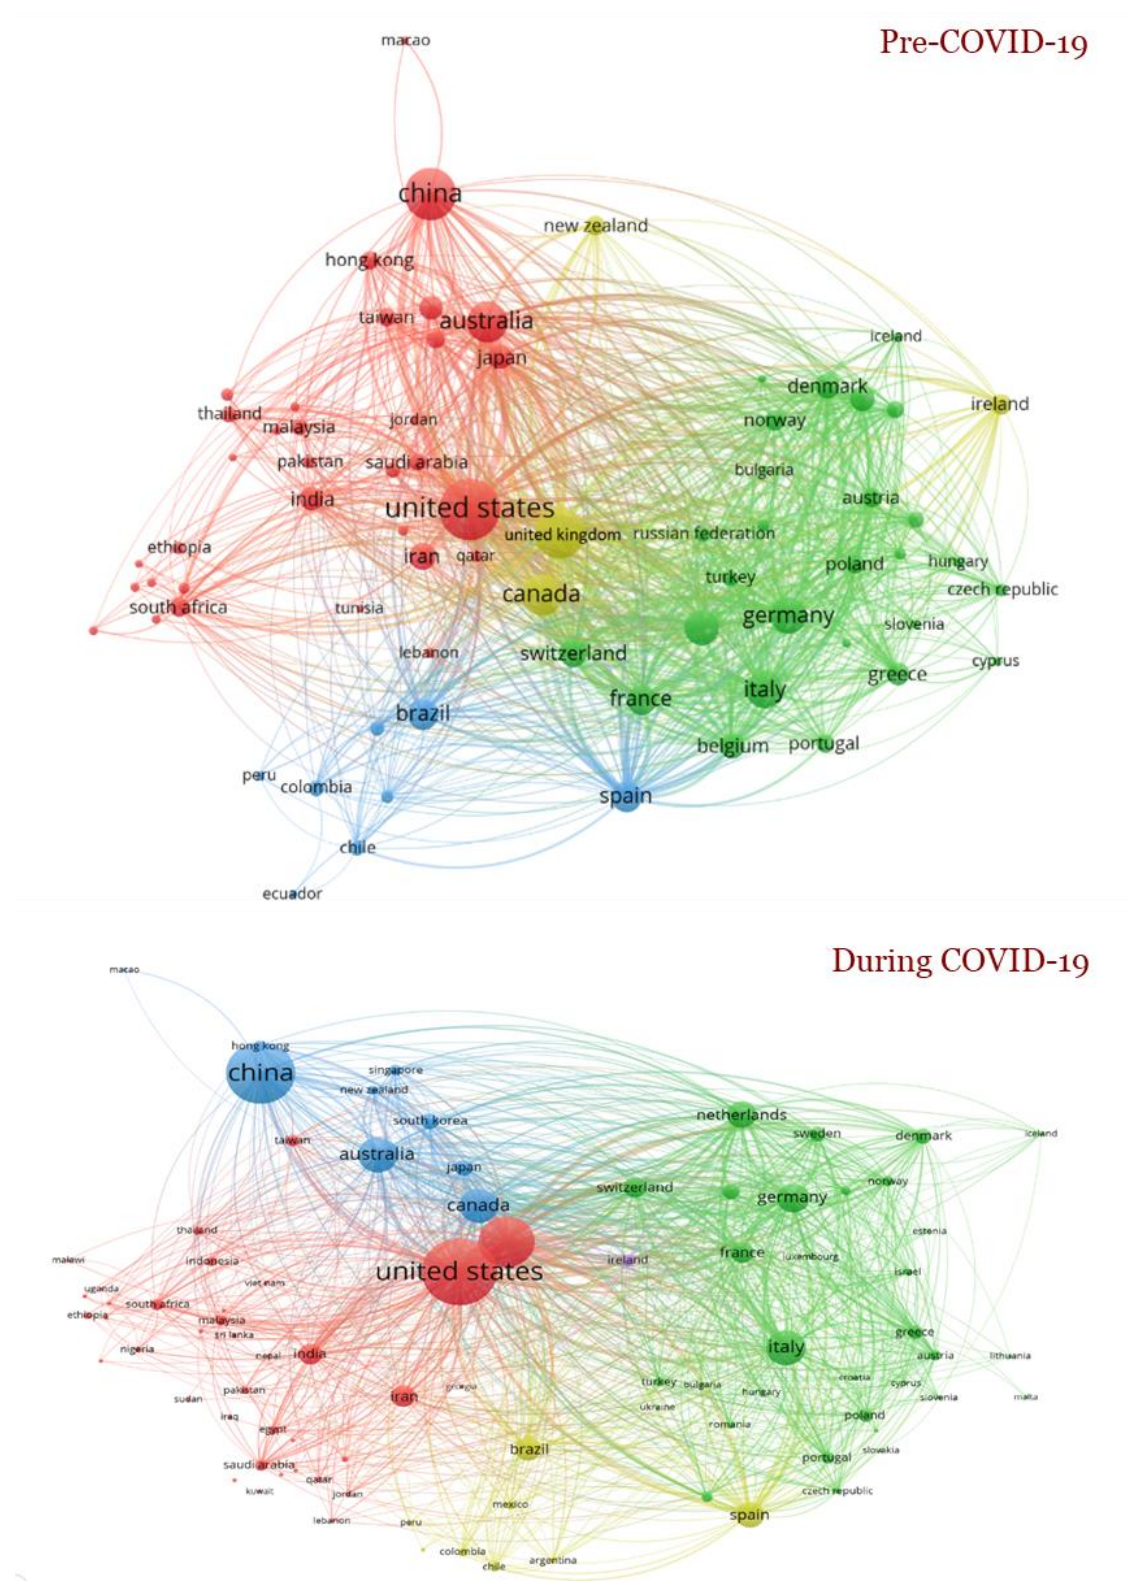 Pre-COVID-19
macao
china
new zealand
hong kong
taiwan
australia
iceland
japan
denmark
ireland
thailand
malaysia
jordan
norway
pakistan
saudi arabia
bulgaria
india
austria
united states
united kingdom
russian federation
ethiopia
iran
qatar
poland
hungary
turkey
czech republic
canada
south africa
tunisia
germany
slovenia
lebanon
switzerland
cyprus
greece
france
italy
brazil
belgium
portugal
peru
colombia
spain
chile
ecuador
During COVID-19
macao
hong kong
china
singapore
new zealand
netherlands
south korea
sweden
denmark
iceland
taiwan
australia
japan
norway
switzerland
germany
canada
thailand
estonia
france
luxembourg
malawi
indonesia
ireland
united states
israel
viet nam
uganda
south africa
ethiopia
malaysia
sri lanka
greece
nigeria
nepal
india
italy
austria
lithuania
croatia
turkey
bulgaria
cyprus
georgia
pakistan
hungary
sudan
iran
slovenia
malta
ukraine
iraq
poland
romania
egypt
brazil
slovakia
saudi arabia
portugal
qatar
kuwait
jordan
czech republic
mexico
spain
lebanon
peru
colombia
argentina
chile